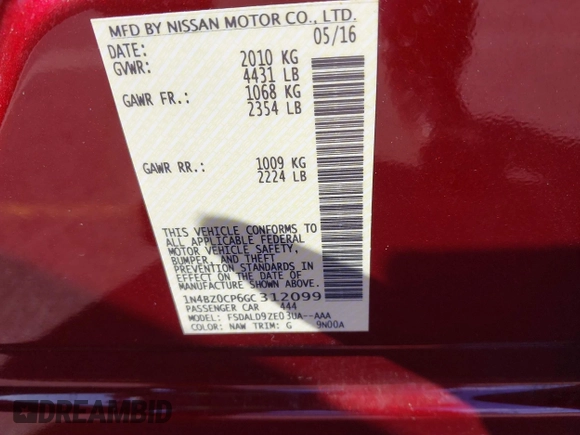 MFD BY NISSAN MOTOR CO., LTD.
DATE: 05/16
GVWR: 2010 KG
4431 LB
GAWR FR.: 1068 KG
2354 LB
GAWR RR.: 1009 KG
2224 LB
THIS VEHICLE CONFORMS TO
ALL APPLICABLE FEDERAL
MOTOR VEHICLE SAFETY,
BUMPER, AND THEFT
PREVENTION STANDARDS IN
EFFECT ON THE DATE OF
MANUFACTURE SHOWN ABOVE.
1N4BZ0CP6GC312099
PASSENGER CAR 444
MODEL: FSDALD9ZE03UA--AAA
COLOR: NAW TRIM: G 9N00A
DREAMBID